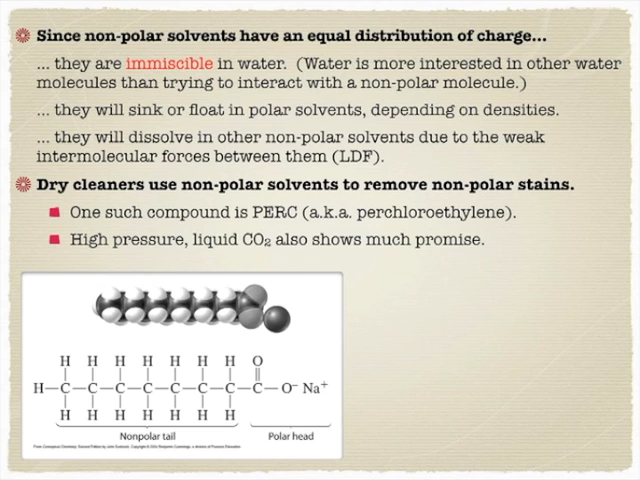 Since non-polar solvents have an equal distribution of charge...
... they are immiscible in water. (Water is more interested in other water
molecules than trying to interact with a non-polar molecule.)
... they will sink or float in polar solvents, depending on densities.
... they will dissolve in other non-polar solvents due to the weak
intermolecular forces between them (LDF).
Dry cleaners use non-polar solvents to remove non-polar stains.
One such compound is PERC (a.k.a. perchloroethylene).
High pressure, liquid CO₂ also shows much promise.
H H H H H H H O
H—C—C—C—C—C—C—C—C—O⁻ Na⁺
H H H H H H H
Nonpolar tail Polar head